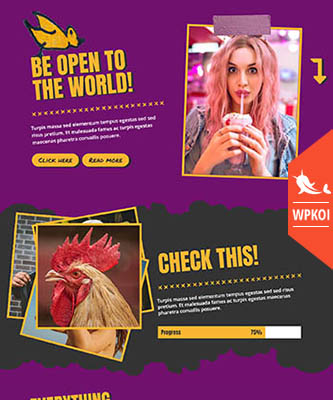 BE OPEN TO
THE WORLD!
Turpis massa sed elementum tempus egestas sed sed
risus pretium. Et malesuada fames ac turpis egestas
maecenas pharetra convallis posuere.
Click here
Read more
WPKOI
CHECK THIS!
Turpis massa sed elementum tempus egestas sed sed risus
pretium. Et malesuada fames ac turpis egestas maecenas
pharetra convallis posuere.
Progress
75%
EVERYTHING